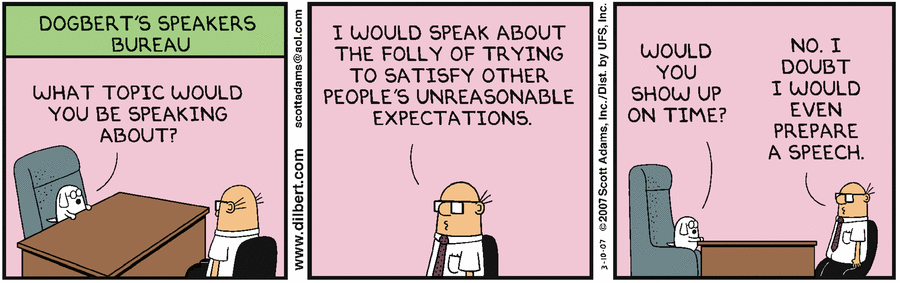 DOGBERT'S SPEAKERS
BUREAU
WHAT TOPIC WOULD
YOU BE SPEAKING
ABOUT?
www.dilbert.com scottadams@aol.com
I WOULD SPEAK ABOUT
THE FOLLY OF TRYING
TO SATISFY OTHER
PEOPLE'S UNREASONABLE
EXPECTATIONS.
3-10-07 ©2007 Scott Adams, Inc./Dist. by UFS, Inc.
WOULD
YOU
SHOW UP
ON TIME?
NO. I
DOUBT
I WOULD
EVEN
PREPARE
A SPEECH.